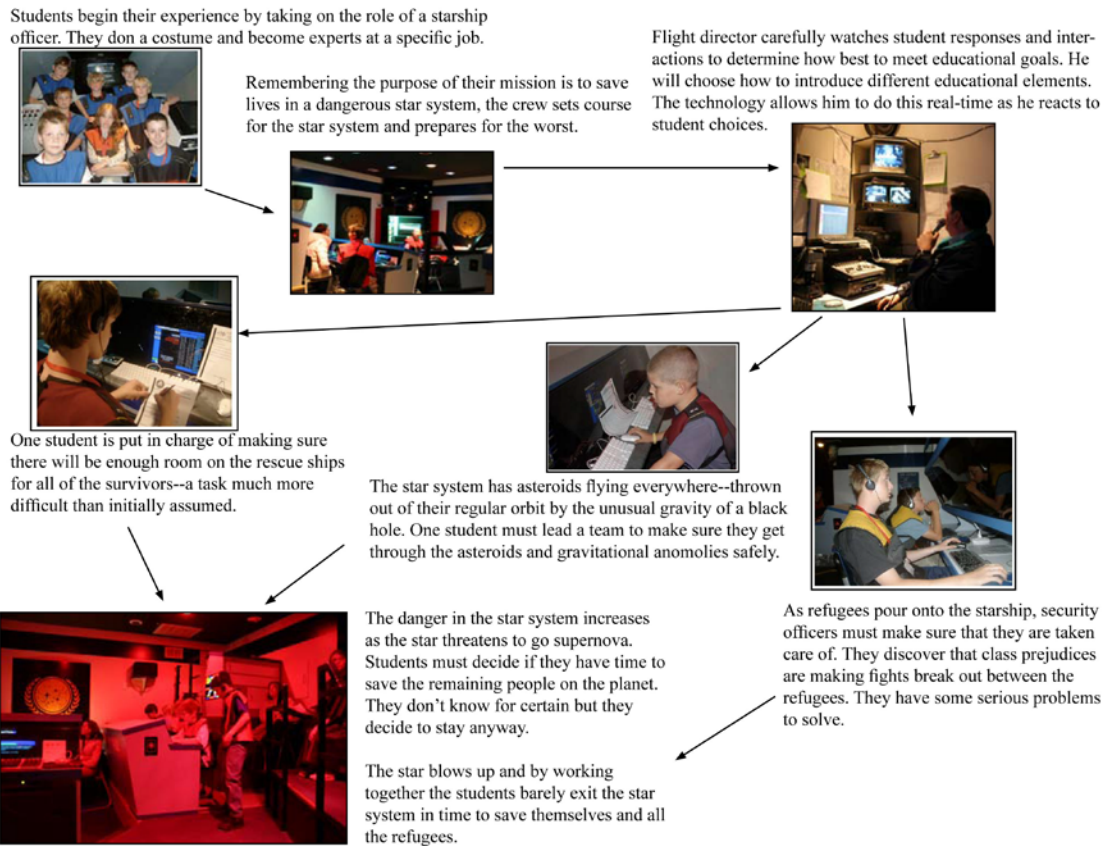 Students begin their experience by taking on the role of a starship
officer. They don a costume and become experts at a specific job.
Remembering the purpose of their mission is to save
lives in a dangerous star system, the crew sets course
for the star system and prepares for the worst.
Flight director carefully watches student responses and inter-
actions to determine how best to meet educational goals. He
will choose how to introduce different educational elements.
The technology allows him to do this real-time as he reacts to
student choices.
One student is put in charge of making sure
there will be enough room on the rescue ships
for all of the survivors--a task much more
difficult than initially assumed.
The star system has asteroids flying everywhere--thrown
out of their regular orbit by the unusual gravity of a black
hole. One student must lead a team to make sure they get
through the asteroids and gravitational anomolies safely.
As refugees pour onto the starship, security
officers must make sure that they are taken
care of. They discover that class prejudices
are making fights break out between the
refugees. They have some serious problems
to solve.
The danger in the star system increases
as the star threatens to go supernova.
Students must decide if they have time to
save the remaining people on the planet.
They don't know for certain but they
decide to stay anyway.
The star blows up and by working
together the students barely exit the star
system in time to save themselves and all
the refugees.